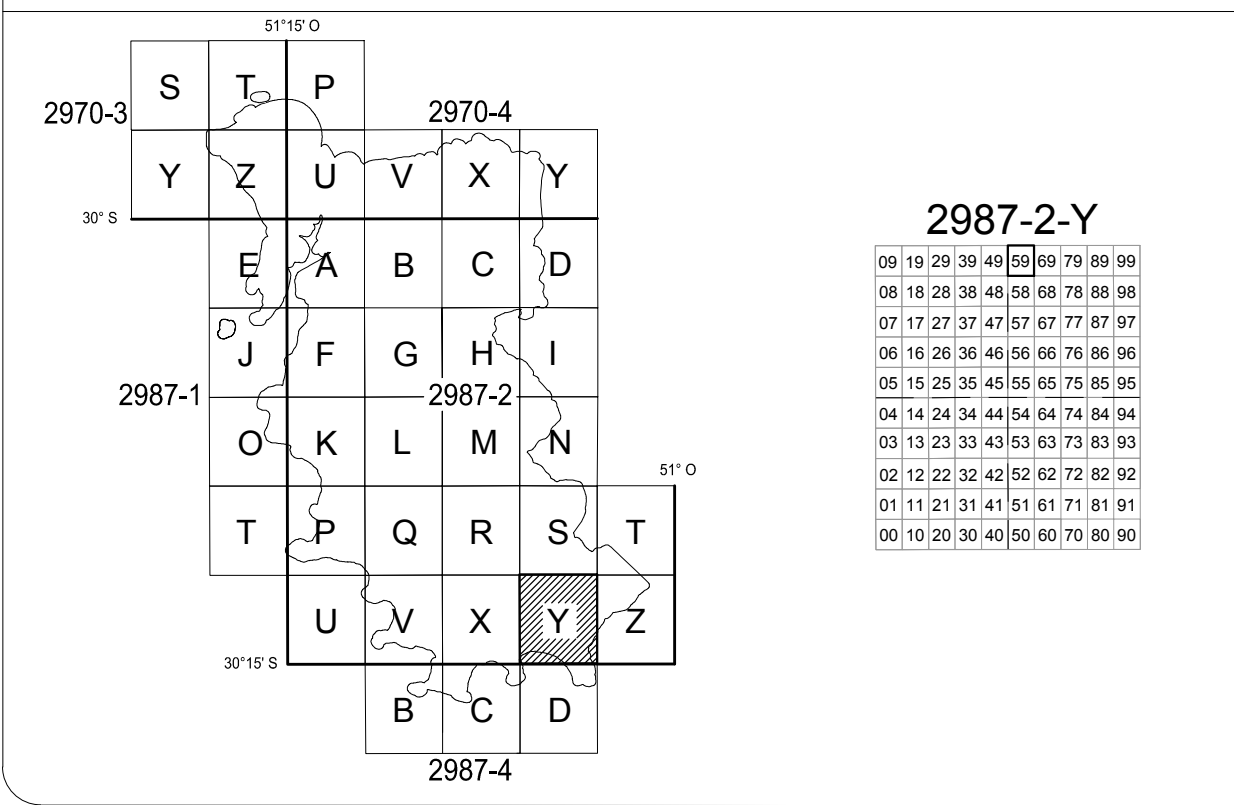 51°15' O
S T P
2970-3 2970-4
Y Z U V X Y
30° S
E A B C D
J F G H I
2987-1 2987-2
O K L M N
51° O
T P Q R S T
U V X Y Z
30°15' S
B C D
2987-4
2987-2-Y
09 19 29 39 49 59 69 79 89 99
08 18 28 38 48 58 68 78 88 98
07 17 27 37 47 57 67 77 87 97
06 16 26 36 46 56 66 76 86 96
05 15 25 35 45 55 65 75 85 95
04 14 24 34 44 54 64 74 84 94
03 13 23 33 43 53 63 73 83 93
02 12 22 32 42 52 62 72 82 92
01 11 21 31 41 51 61 71 81 91
00 10 20 30 40 50 60 70 80 90